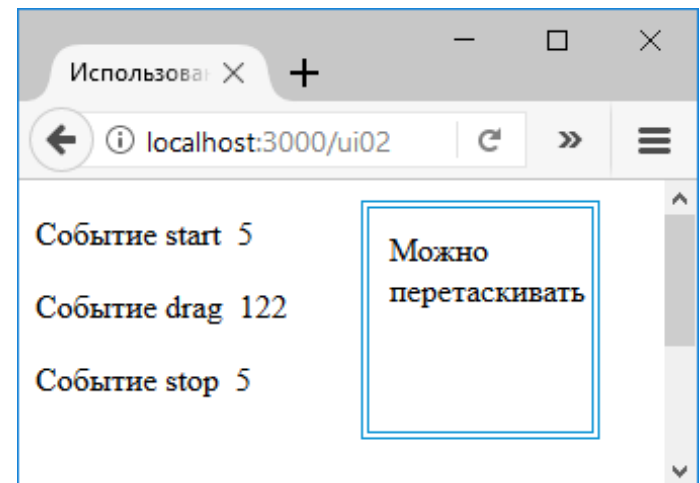 Использова
localhost:3000/ui02
Событие start 5
Событие drag 122
Событие stop 5
Можно
перетаскивать